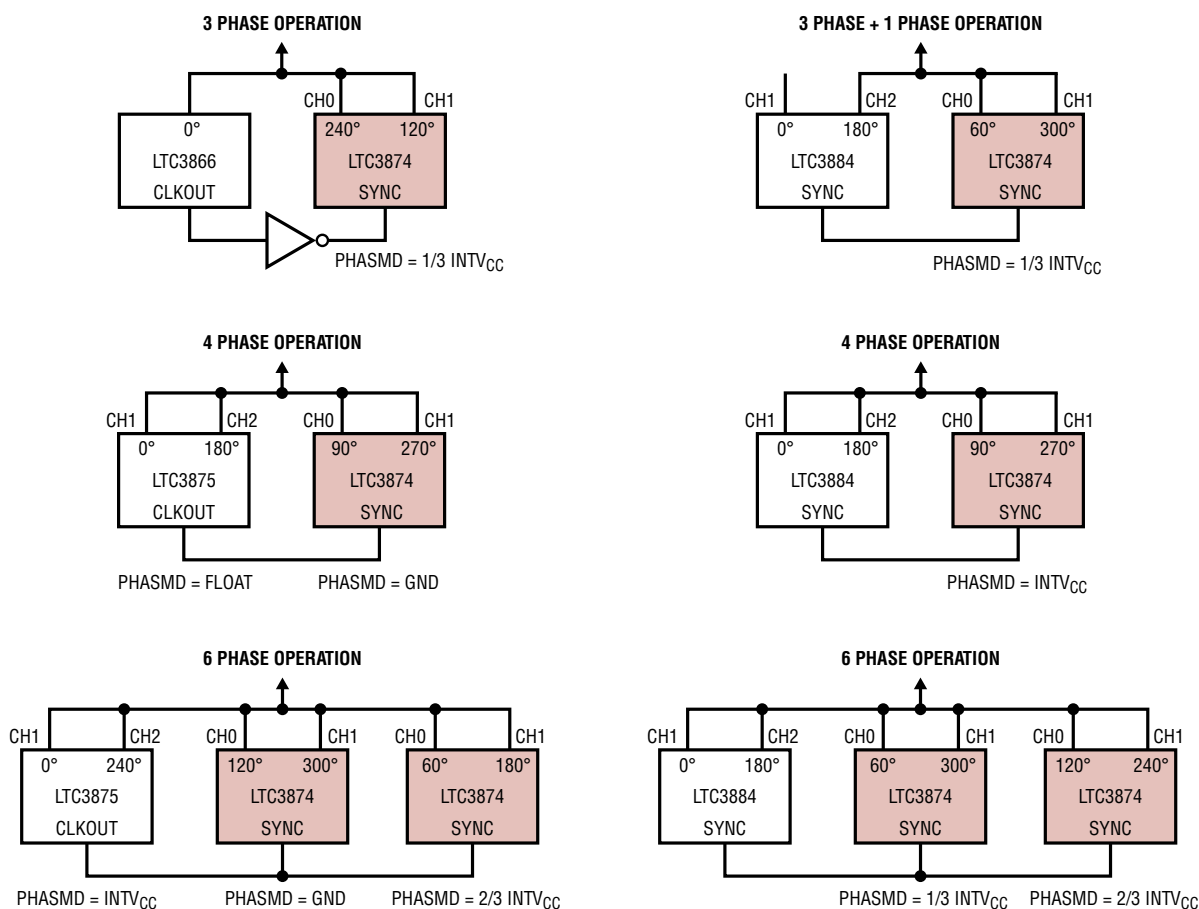 3 PHASE OPERATION
CH0 CH1
0° 240° 120°
LTC3866 LTC3874
CLKOUT SYNC
PHASMD = 1/3 INTVCC
3 PHASE + 1 PHASE OPERATION
CH1 CH2 CH0 CH1
0° 180° 60° 300°
LTC3884 LTC3874
SYNC SYNC
PHASMD = 1/3 INTVCC
4 PHASE OPERATION
CH1 CH2 CH0 CH1
0° 180° 90° 270°
LTC3875 LTC3874
CLKOUT SYNC
PHASMD = FLOAT PHASMD = GND
4 PHASE OPERATION
CH1 CH2 CH0 CH1
0° 180° 90° 270°
LTC3884 LTC3874
SYNC SYNC
PHASMD = INTVCC
6 PHASE OPERATION
CH1 CH2 CH0 CH1 CH0 CH1
0° 240° 120° 300° 60° 180°
LTC3875 LTC3874 LTC3874
CLKOUT SYNC SYNC
PHASMD = INTVCC PHASMD = GND PHASMD = 2/3 INTVCC
6 PHASE OPERATION
CH1 CH2 CH0 CH1 CH0 CH1
0° 180° 60° 300° 120° 240°
LTC3884 LTC3874 LTC3874
SYNC SYNC SYNC
PHASMD = 1/3 INTVCC PHASMD = 2/3 INTVCC